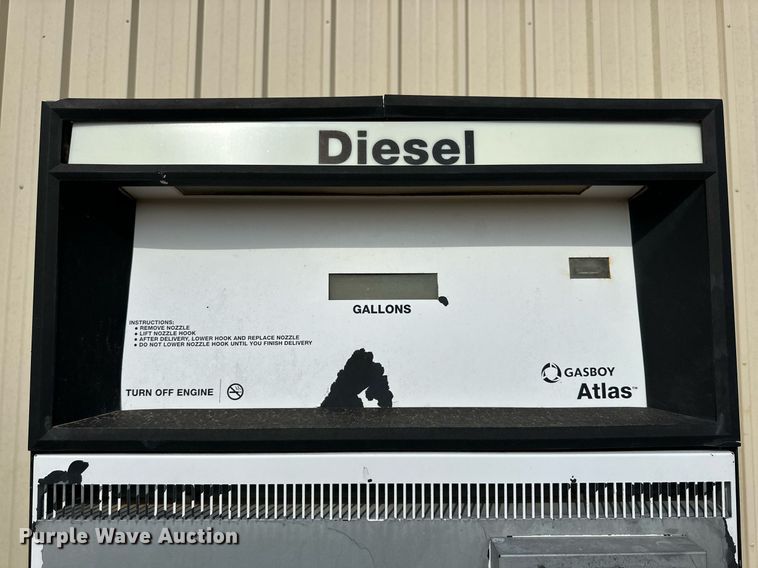 Diesel
GALLONS
INSTRUCTIONS:
• REMOVE NOZZLE
• LIFT NOZZLE HOOK
• AFTER DELIVERY, LOWER HOOK AND REPLACE NOZZLE
• DO NOT LOWER NOZZLE HOOK UNTIL YOU FINISH DELIVERY
TURN OFF ENGINE
GASBOY
Atlas™
Purple Wave Auction